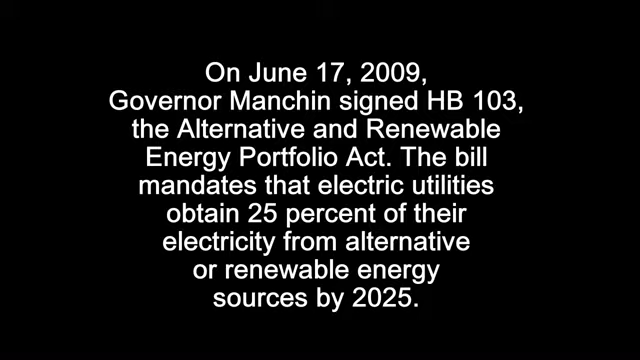 On June 17, 2009,
Governor Manchin signed HB 103,
the Alternative and Renewable
Energy Portfolio Act. The bill
mandates that electric utilities
obtain 25 percent of their
electricity from alternative
or renewable energy
sources by 2025.